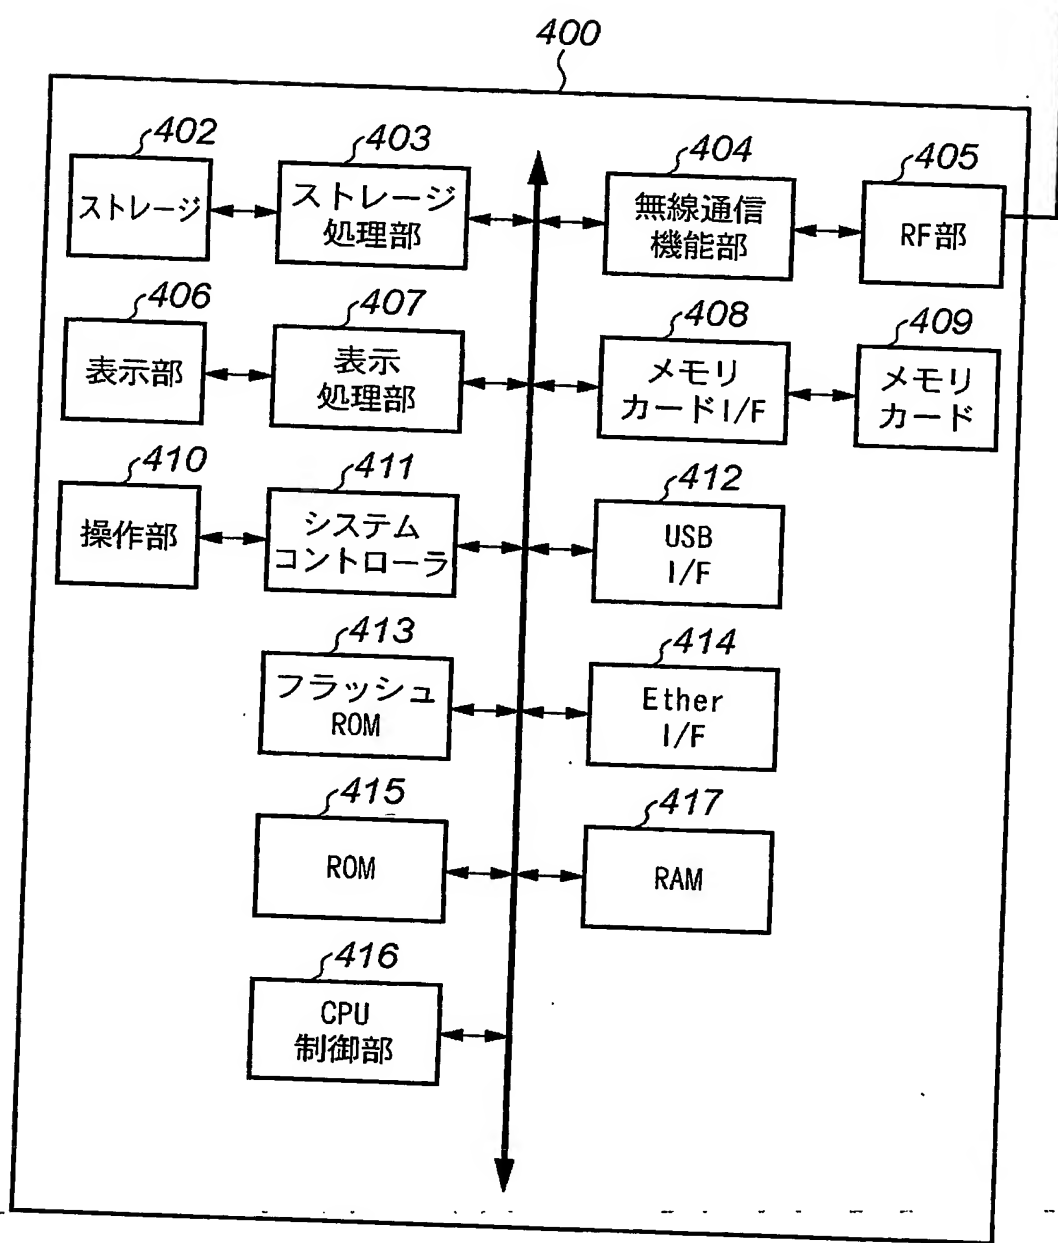 400
402
ストレージ
403
ストレージ
処理部
404
無線通信
機能部
405
RF部
406
表示部
407
表示
処理部
408
メモリ
カードI/F
409
メモリ
カード
410
操作部
411
システム
コントローラ
412
USB
I/F
413
フラッシュ
ROM
414
Ether
I/F
415
ROM
417
RAM
416
CPU
制御部